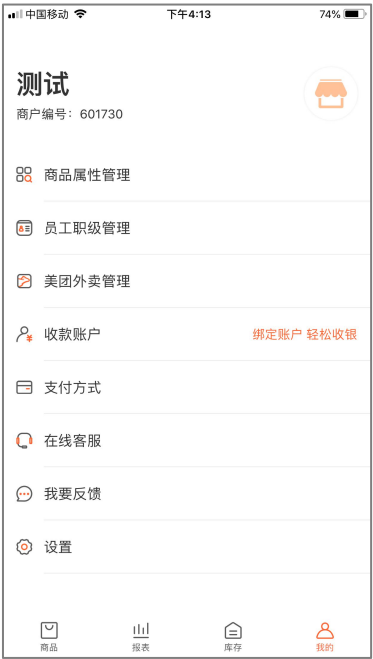 中国移动 下午4:13 74%
测试
商户编号：601730
商品属性管理
员工职级管理
美团外卖管理
收款账户 绑定账户 轻松收银
支付方式
在线客服
我要反馈
设置
商品 报表 库存 我的